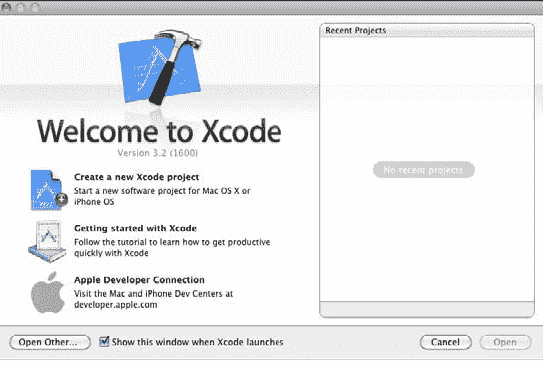 Recent Projects
Welcome to Xcode
Version 3.2 (1600)
No recent projects
Create a new Xcode project
Start a new software project for Mac OS X or
iPhone OS
Getting started with Xcode
Follow the tutorial to learn how to get productive
quickly with Xcode
Apple Developer Connection
Visit the Mac and iPhone Dev Centers at
developer.apple.com
Open Other...
Show this window when Xcode launches
Cancel
Open